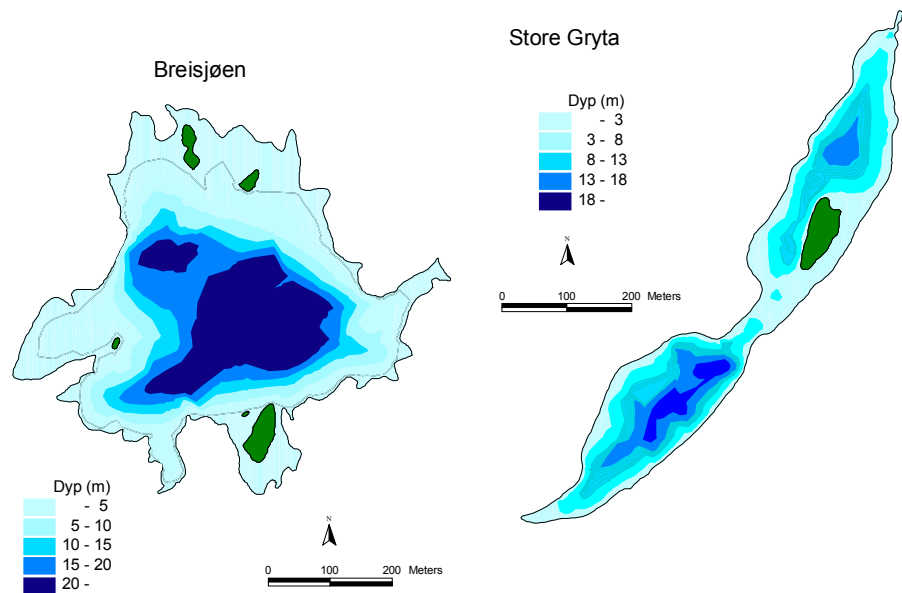 Breisjøen
Dyp (m)
- 5
5 - 10
10 - 15
15 - 20
20 -
N
0 100 200 Meters
Store Gryta
Dyp (m)
- 3
3 - 8
8 - 13
13 - 18
18 -
N
0 100 200 Meters